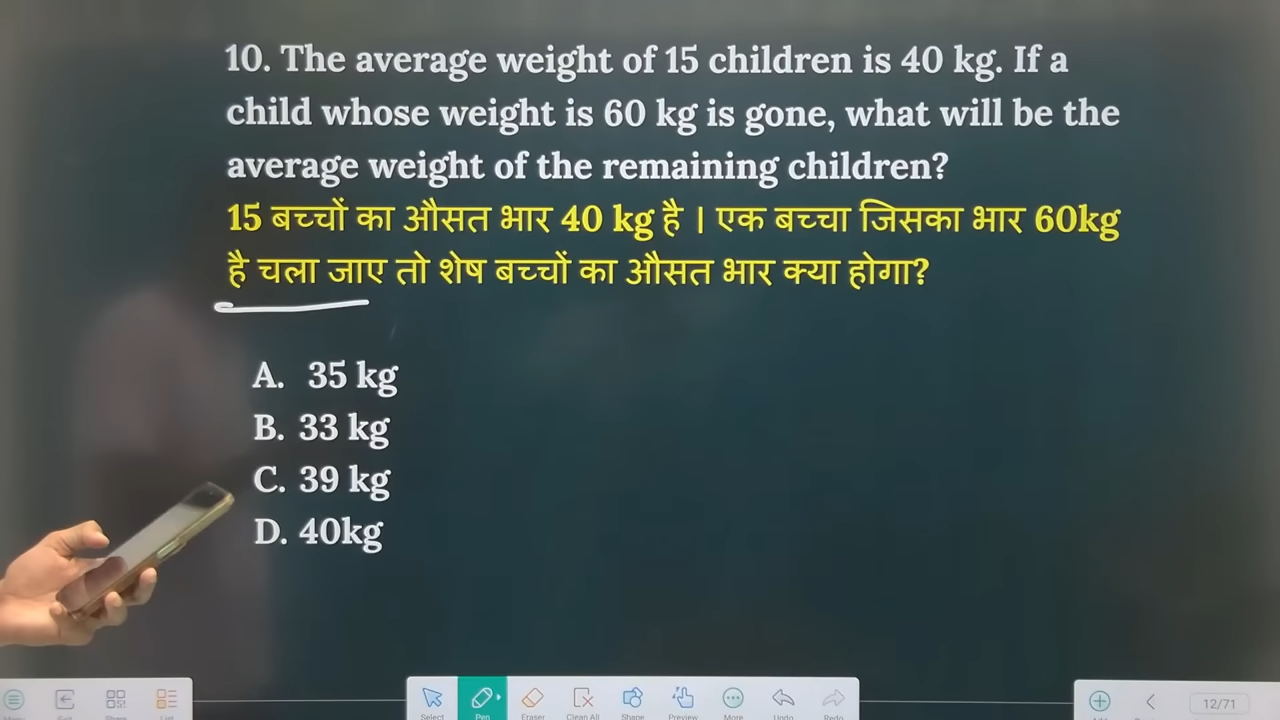 10. The average weight of 15 children is 40 kg. If a
child whose weight is 60 kg is gone, what will be the
average weight of the remaining children?
15 बच्चों का औसत भार 40 kg है । एक बच्चा जिसका भार 60kg
है चला जाए तो शेष बच्चों का औसत भार क्या होगा?
A. 35 kg
B. 33 kg
C. 39 kg
D. 40kg
Select Pen Eraser Clean All Shape Preview More Undo Redo
12/71